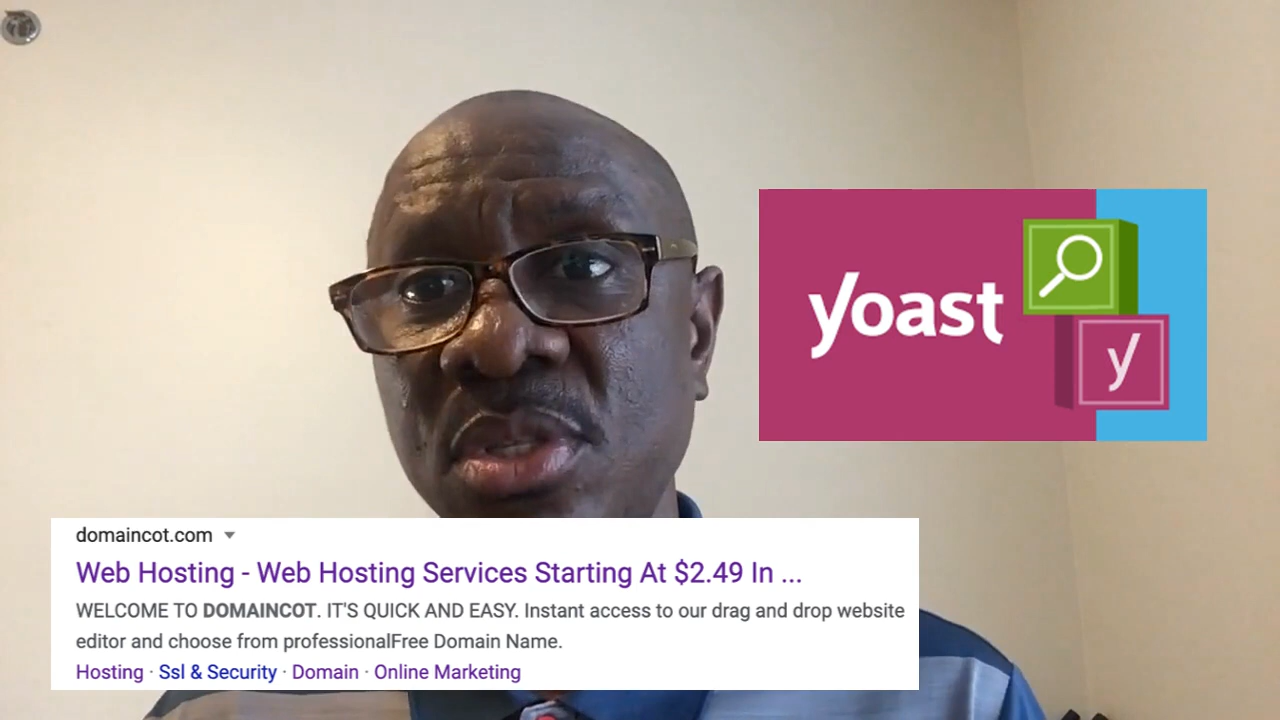 yoast
y
domaincot.com
Web Hosting - Web Hosting Services Starting At $2.49 In ...
WELCOME TO DOMAINCOT. IT'S QUICK AND EASY. Instant access to our drag and drop website
editor and choose from professionalFree Domain Name.
Hosting · Ssl & Security · Domain · Online Marketing